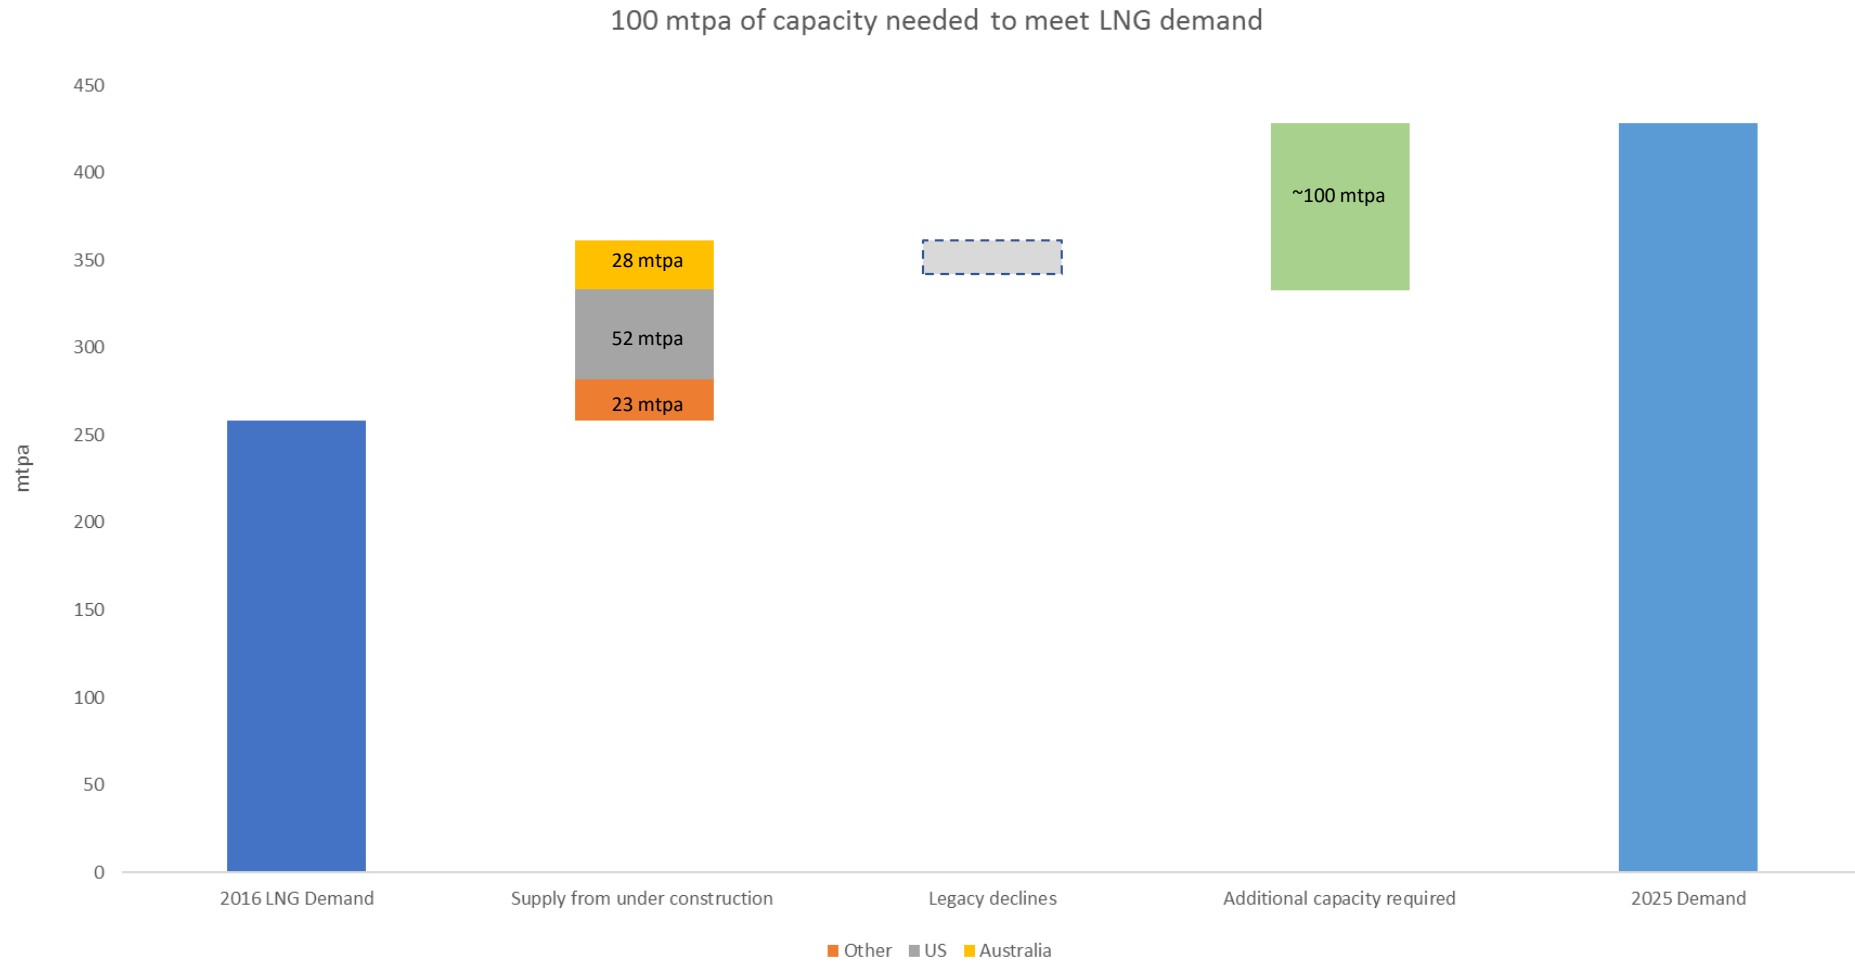 100 mtpa of capacity needed to meet LNG demand
450
400
350
300
250
200
150
100
50
0
mtpa
28 mtpa
52 mtpa
23 mtpa
~100 mtpa
2016 LNG Demand
Supply from under construction
Legacy declines
Additional capacity required
2025 Demand
Other
US
Australia